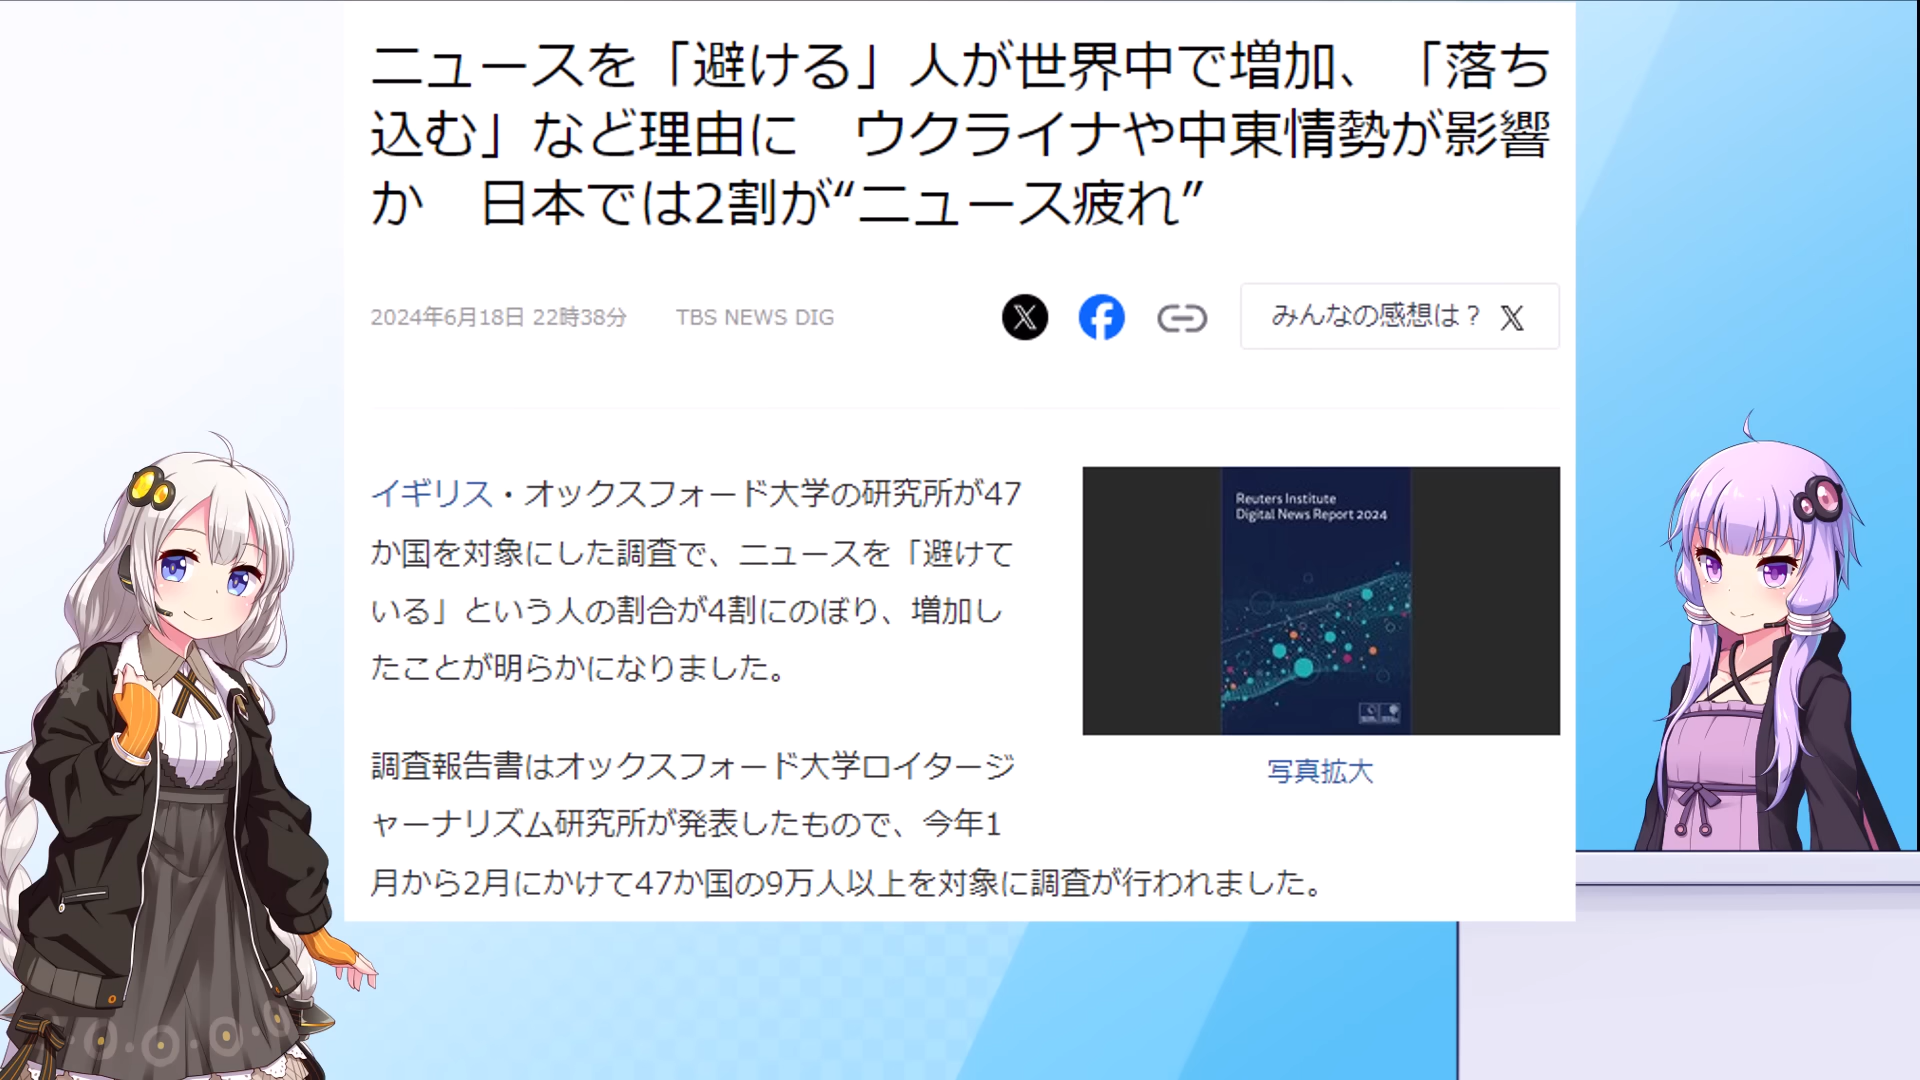 ニュースを「避ける」人が世界中で増加、「落ち
込む」など理由に　ウクライナや中東情勢が影響
か　日本では2割が“ニュース疲れ”
2024年6月18日 22時38分
TBS NEWS DIG
みんなの感想は？
イギリス・オックスフォード大学の研究所が47
か国を対象にした調査で、ニュースを「避けて
いる」という人の割合が4割にのぼり、増加し
たことが明らかになりました。
Reuters Institute
Digital News Report 2024
写真拡大
調査報告書はオックスフォード大学ロイタージ
ャーナリズム研究所が発表したもので、今年1
月から2月にかけて47か国の9万人以上を対象に調査が行われました。